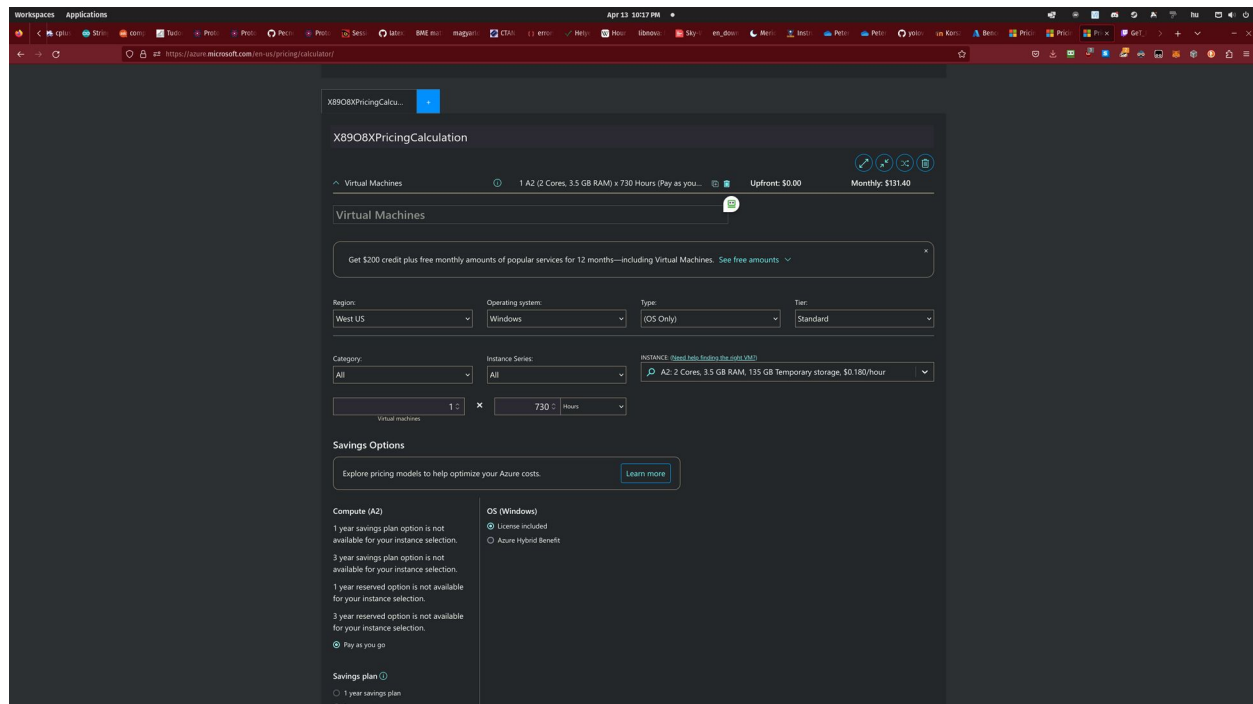 Workspaces Applications
Apr 13 10:17 PM
hu
https://azure.microsoft.com/en-us/pricing/calculator/
X89O8XPricingCalcu...
+
X89O8XPricingCalculation
Virtual Machines
1 A2 (2 Cores, 3.5 GB RAM) x 730 Hours (Pay as you...
Upfront: $0.00
Monthly: $131.40
Virtual Machines
Get $200 credit plus free monthly amounts of popular services for 12 months—including Virtual Machines. See free amounts
Region: Operating system: Type: Tier:
West US Windows (OS Only) Standard
Category: Instance Series: INSTANCE: (Need help finding the right VM?)
All All A2: 2 Cores, 3.5 GB RAM, 135 GB Temporary storage, $0.180/hour
1 × 730 Hours
Virtual machines
Savings Options
Explore pricing models to help optimize your Azure costs. Learn more
Compute (A2)
1 year savings plan option is not
available for your instance selection.
3 year savings plan option is not
available for your instance selection.
1 year reserved option is not available
for your instance selection.
3 year reserved option is not available
for your instance selection.
Pay as you go
OS (Windows)
License included
Azure Hybrid Benefit
Savings plan
1 year savings plan